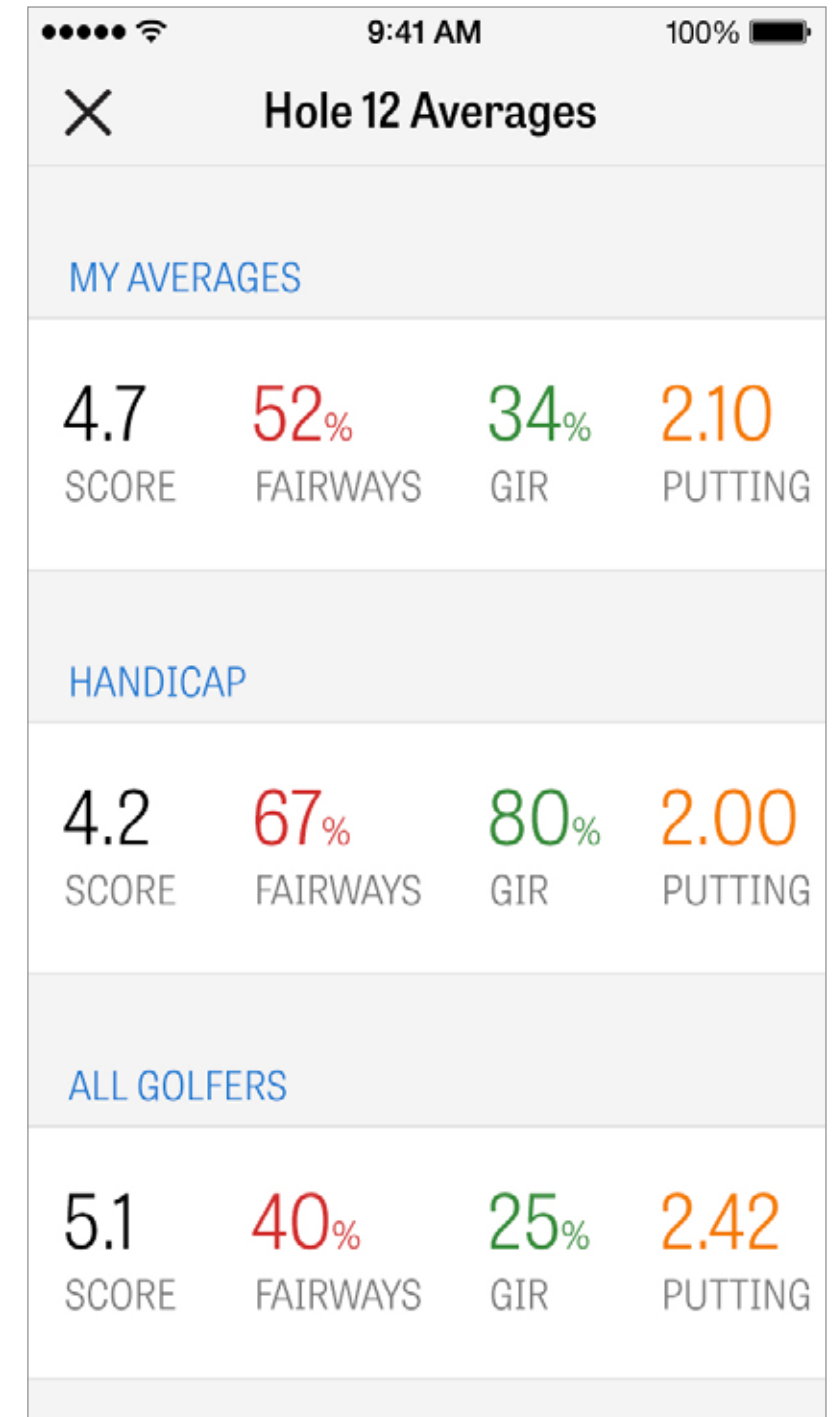 9:41 AM 100%
Hole 12 Averages
MY AVERAGES
4.7 52% 34% 2.10
SCORE FAIRWAYS GIR PUTTING
HANDICAP
4.2 67% 80% 2.00
SCORE FAIRWAYS GIR PUTTING
ALL GOLFERS
5.1 40% 25% 2.42
SCORE FAIRWAYS GIR PUTTING